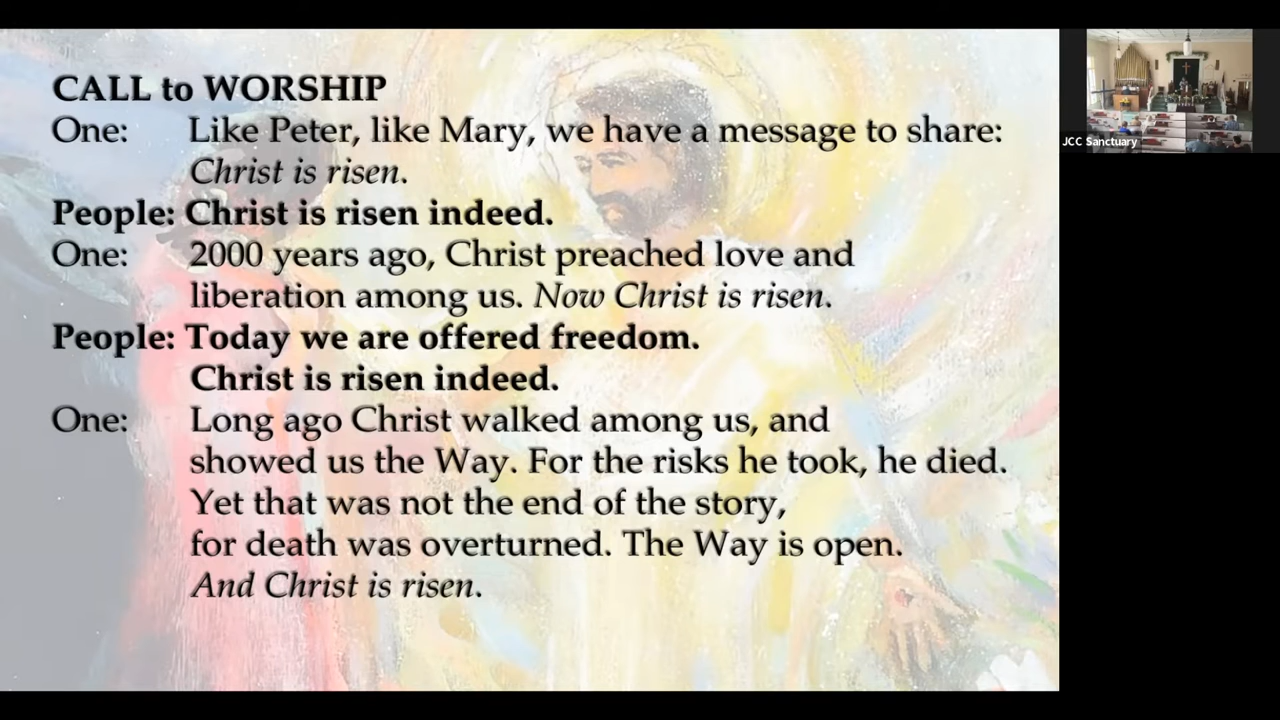 CALL to WORSHIP
One: Like Peter, like Mary, we have a message to share:
Christ is risen.
People: Christ is risen indeed.
One: 2000 years ago, Christ preached love and
liberation among us. Now Christ is risen.
People: Today we are offered freedom.
Christ is risen indeed.
One: Long ago Christ walked among us, and
showed us the Way. For the risks he took, he died.
Yet that was not the end of the story,
for death was overturned. The Way is open.
And Christ is risen.
JCC Sanctuary